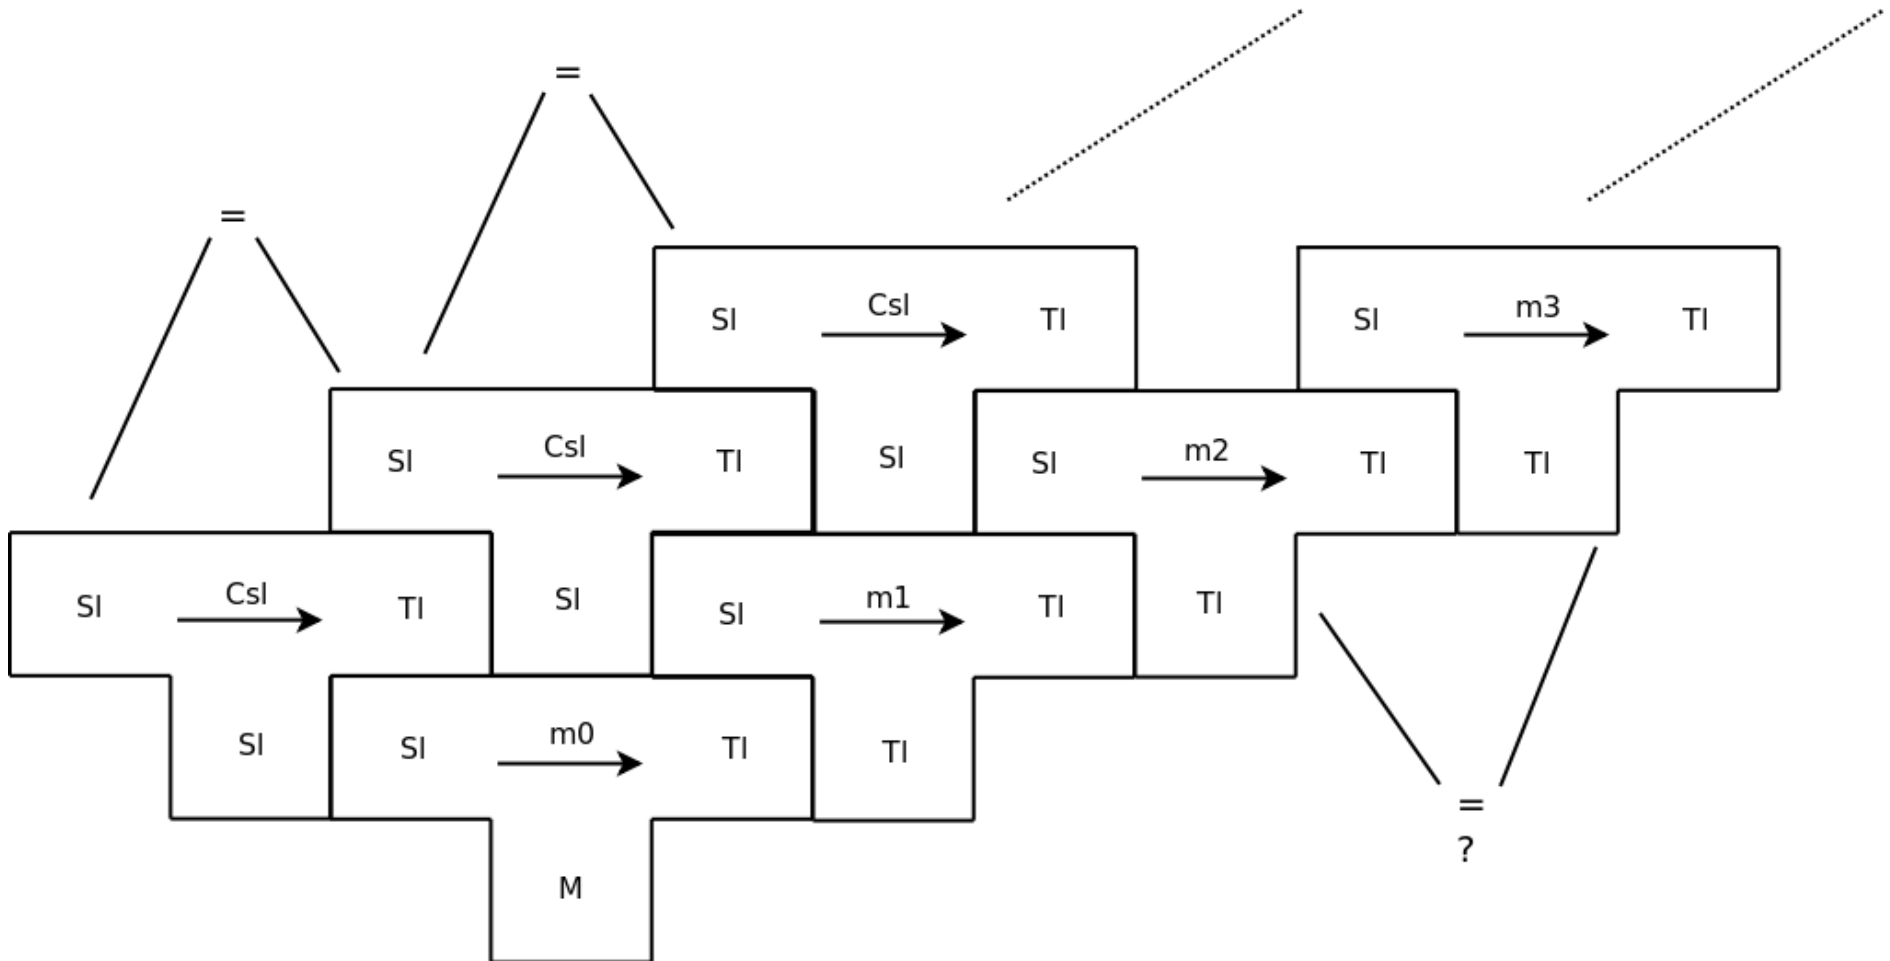 =
=
Csl
m3
SI
TI
SI
TI
Csl
m2
SI
TI
SI
SI
TI
TI
Csl
m1
SI
TI
SI
SI
TI
TI
m0
SI
SI
TI
TI
=
?
M